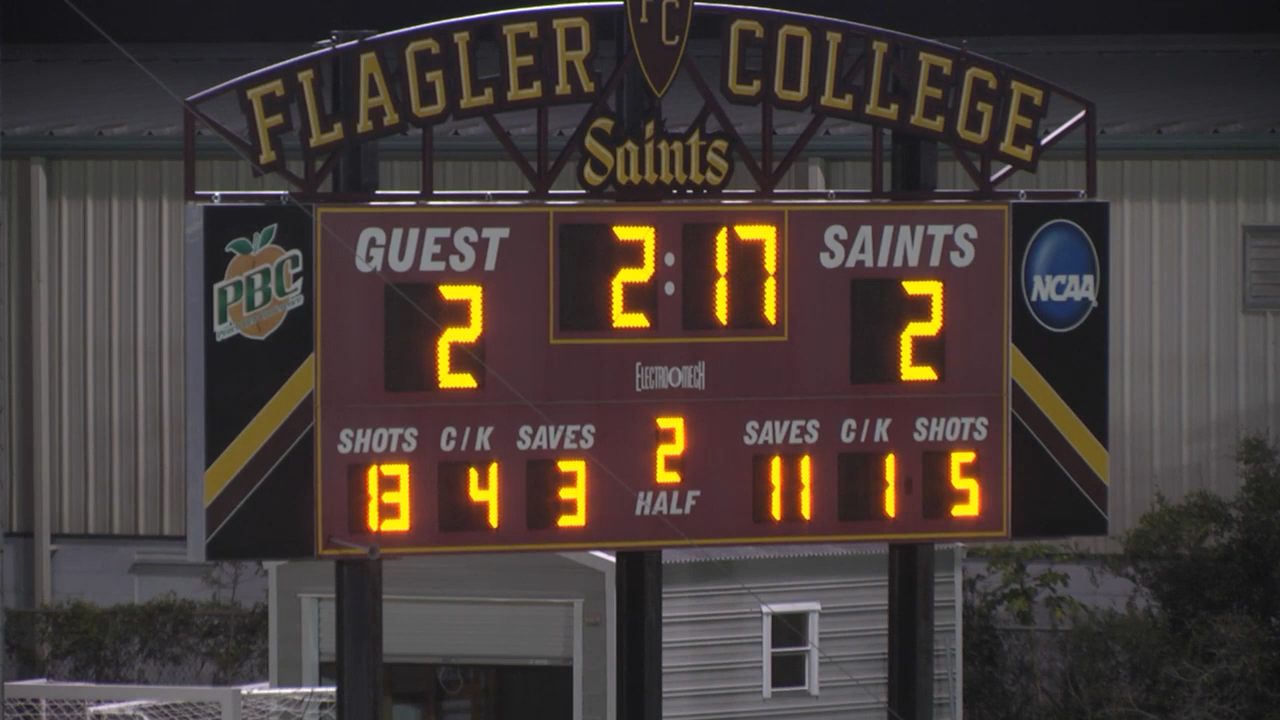 FLAGLER COLLEGE
FC
Saints
GUEST 2:17 SAINTS
2 2
PBC
NCAA
ELECTRO MECH
SHOTS C/K SAVES 2 SAVES C/K SHOTS
13 4 3 HALF 11 1 5